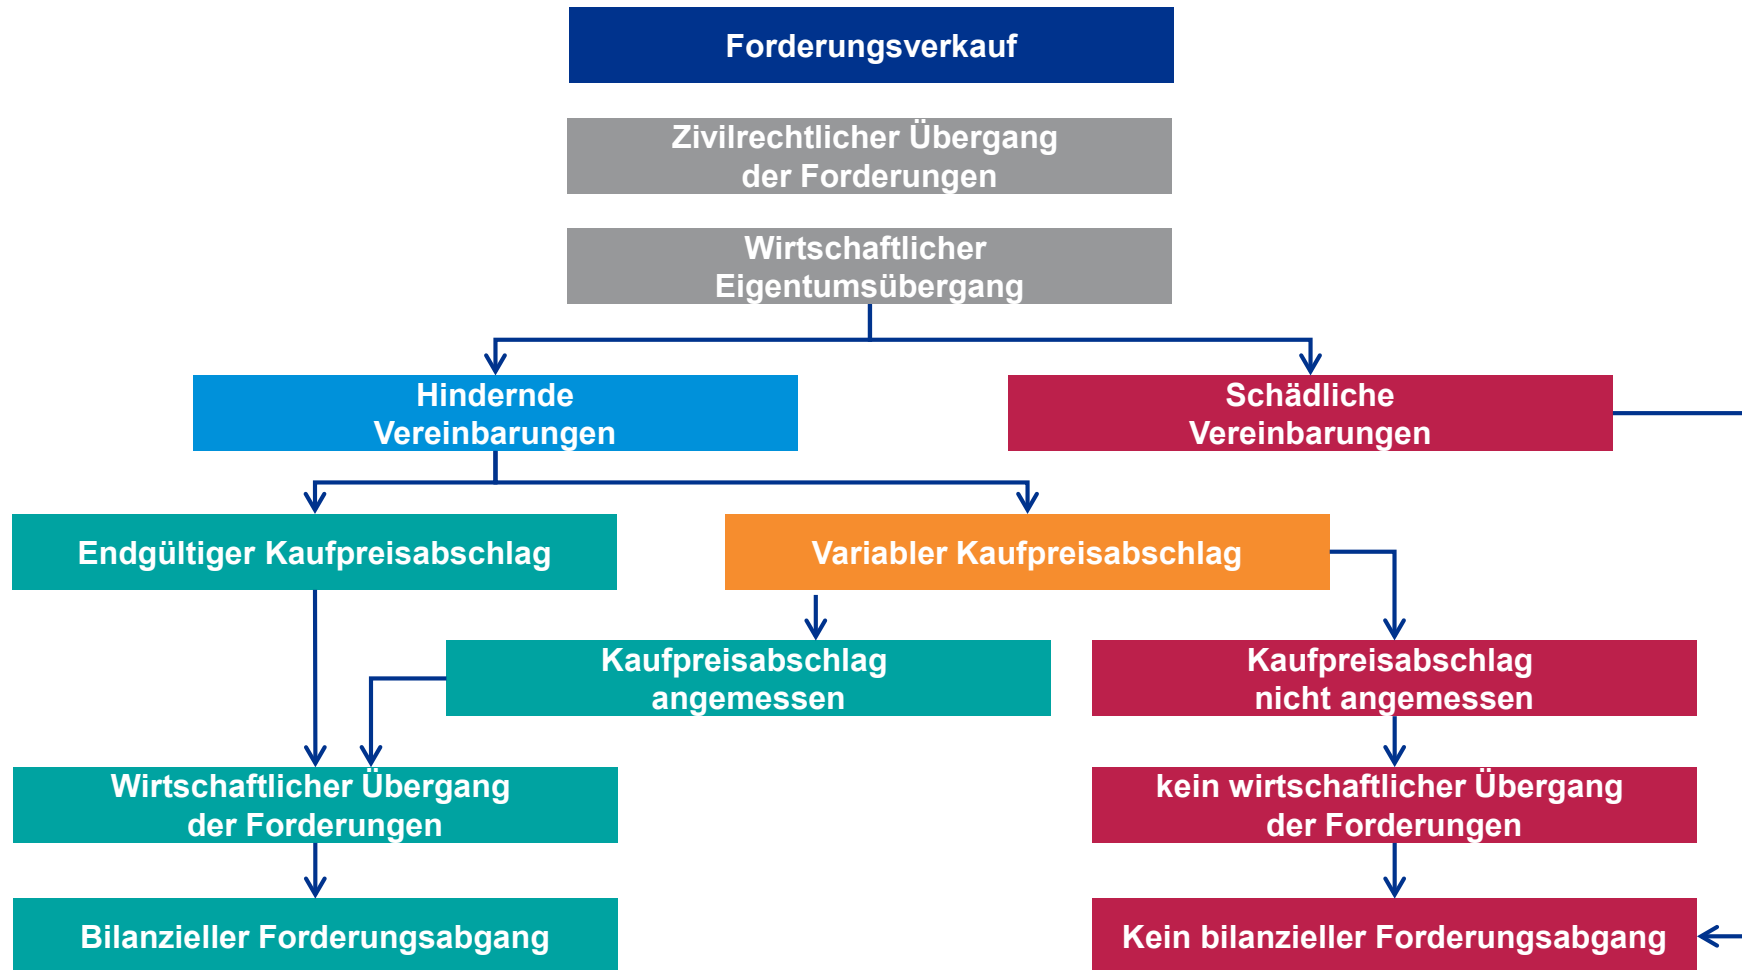 Forderungsverkauf
Zivilrechtlicher Übergang
der Forderungen
Wirtschaftlicher
Eigentumsübergang
Hindernde
Vereinbarungen
Schädliche
Vereinbarungen
Endgültiger Kaufpreisabschlag
Variabler Kaufpreisabschlag
Kaufpreisabschlag
angemessen
Kaufpreisabschlag
nicht angemessen
Wirtschaftlicher Übergang
der Forderungen
kein wirtschaftlicher Übergang
der Forderungen
Bilanzieller Forderungsabgang
Kein bilanzieller Forderungsabgang